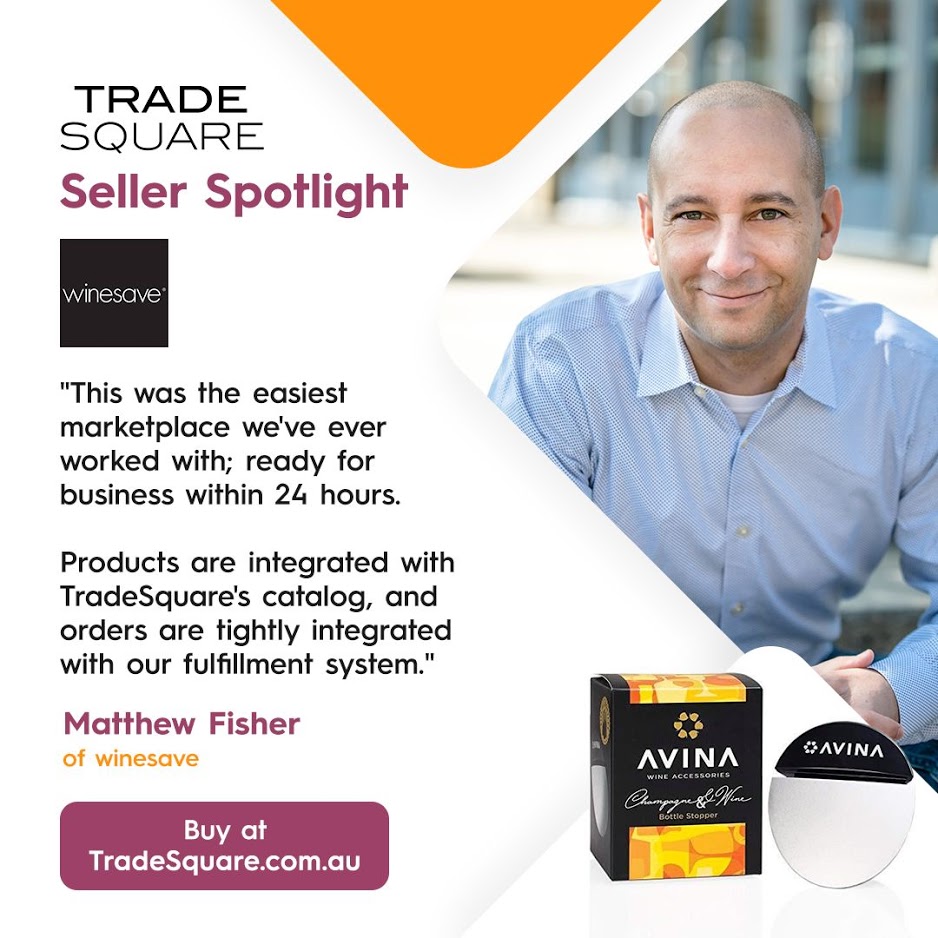 TRADE
SQUARE
Seller Spotlight
winesave®
"This was the easiest
marketplace we've ever
worked with; ready for
business within 24 hours.
Products are integrated with
TradeSquare's catalog, and
orders are tightly integrated
with our fulfillment system."
Matthew Fisher
of winesave
Buy at
TradeSquare.com.au
AVINA
WINE ACCESSORIES
Champagne & Wine
Bottle Stopper
AVINA